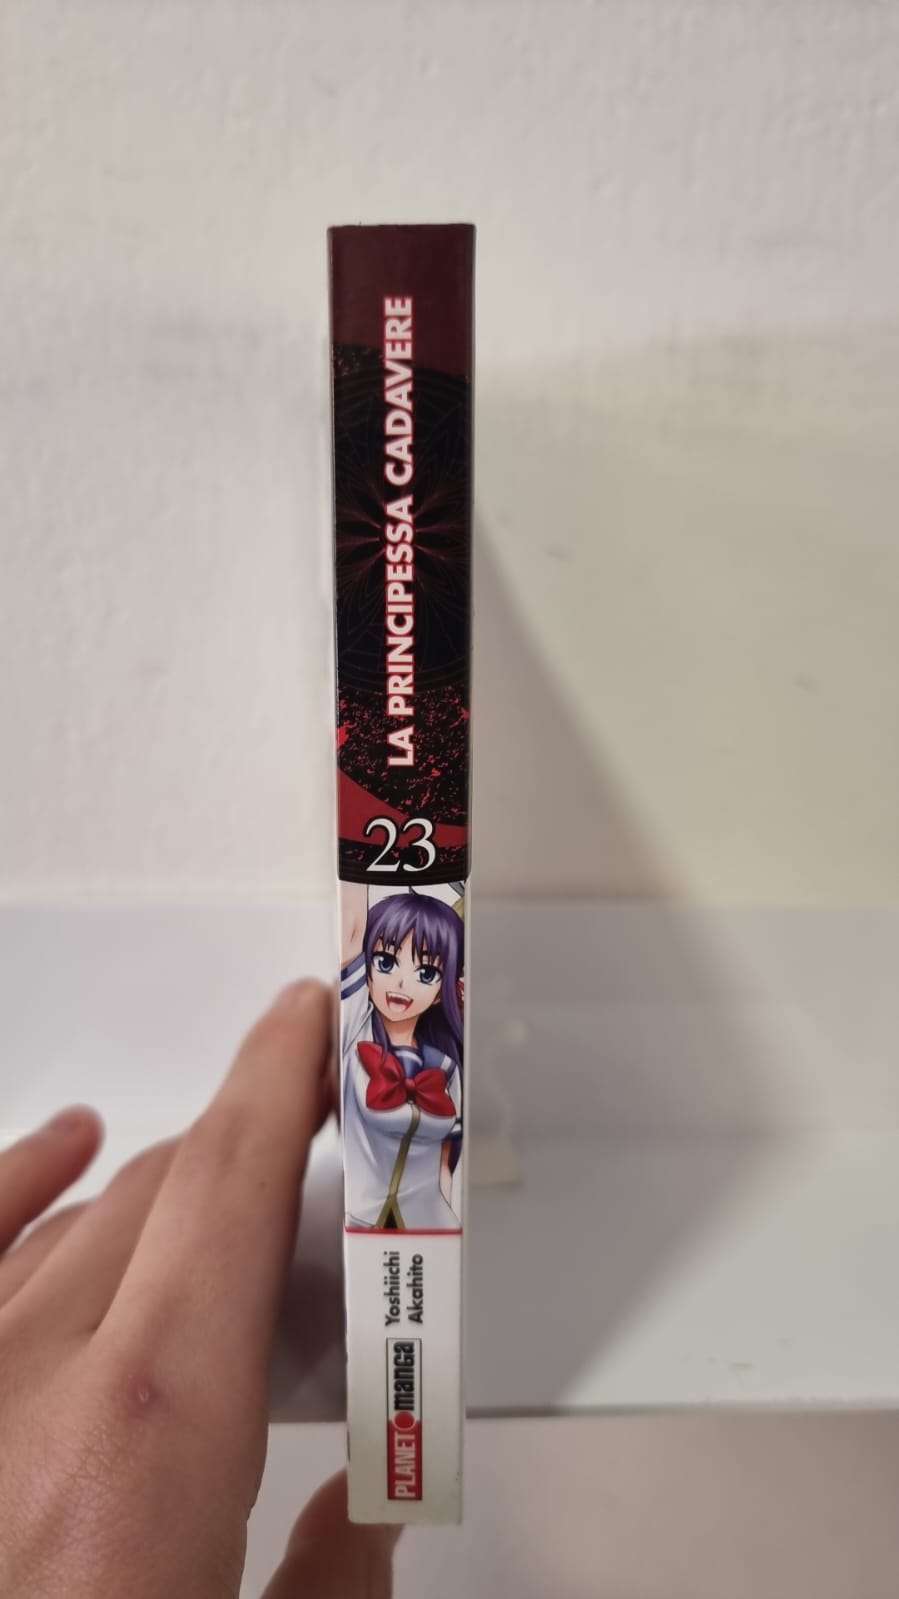 LA PRINCIPESSA CADAVERE
23
Yoshiichi
Akahito
PLANET manga